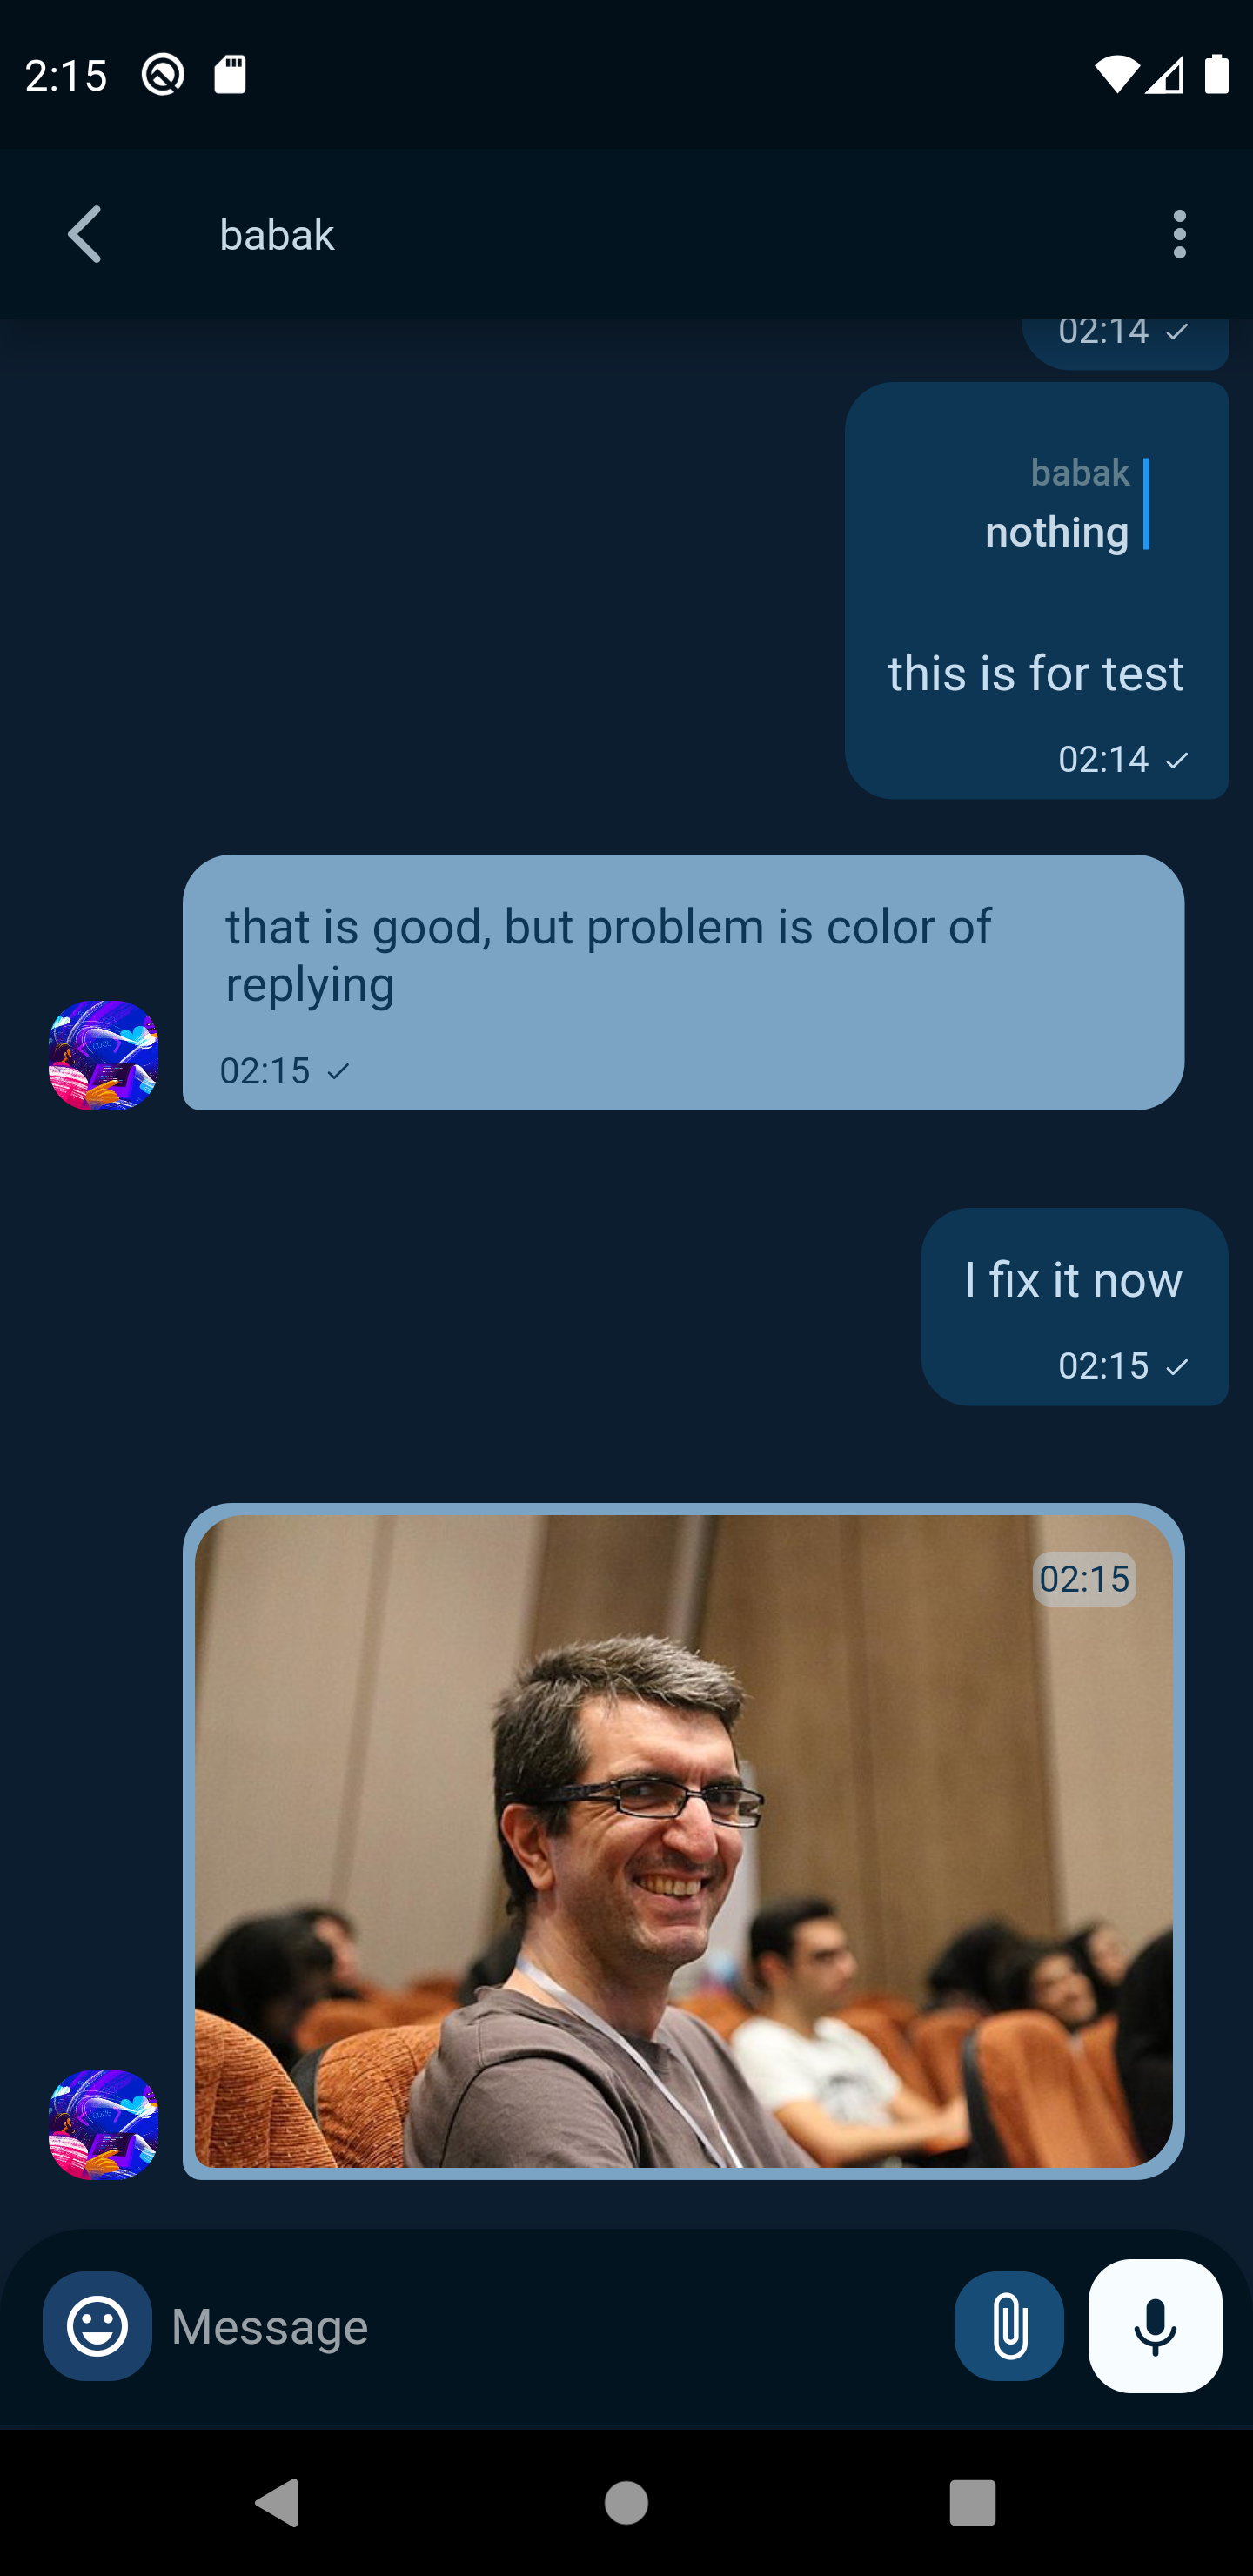 2:15
babak
02:14
babak
nothing
this is for test
02:14
that is good, but problem is color of
replying
02:15
I fix it now
02:15
02:15
Message